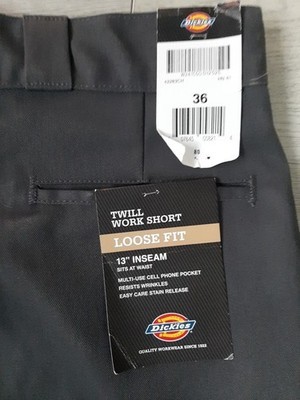 Dickies
36
TWILL
WORK SHORT
LOOSE FIT
13" INSEAM
SITS AT WAIST
MULTI-USE CELL PHONE POCKET
RESISTS WRINKLES
EASY CARE STAIN RELEASE
Dickies
QUALITY WORKWEAR SINCE 1922